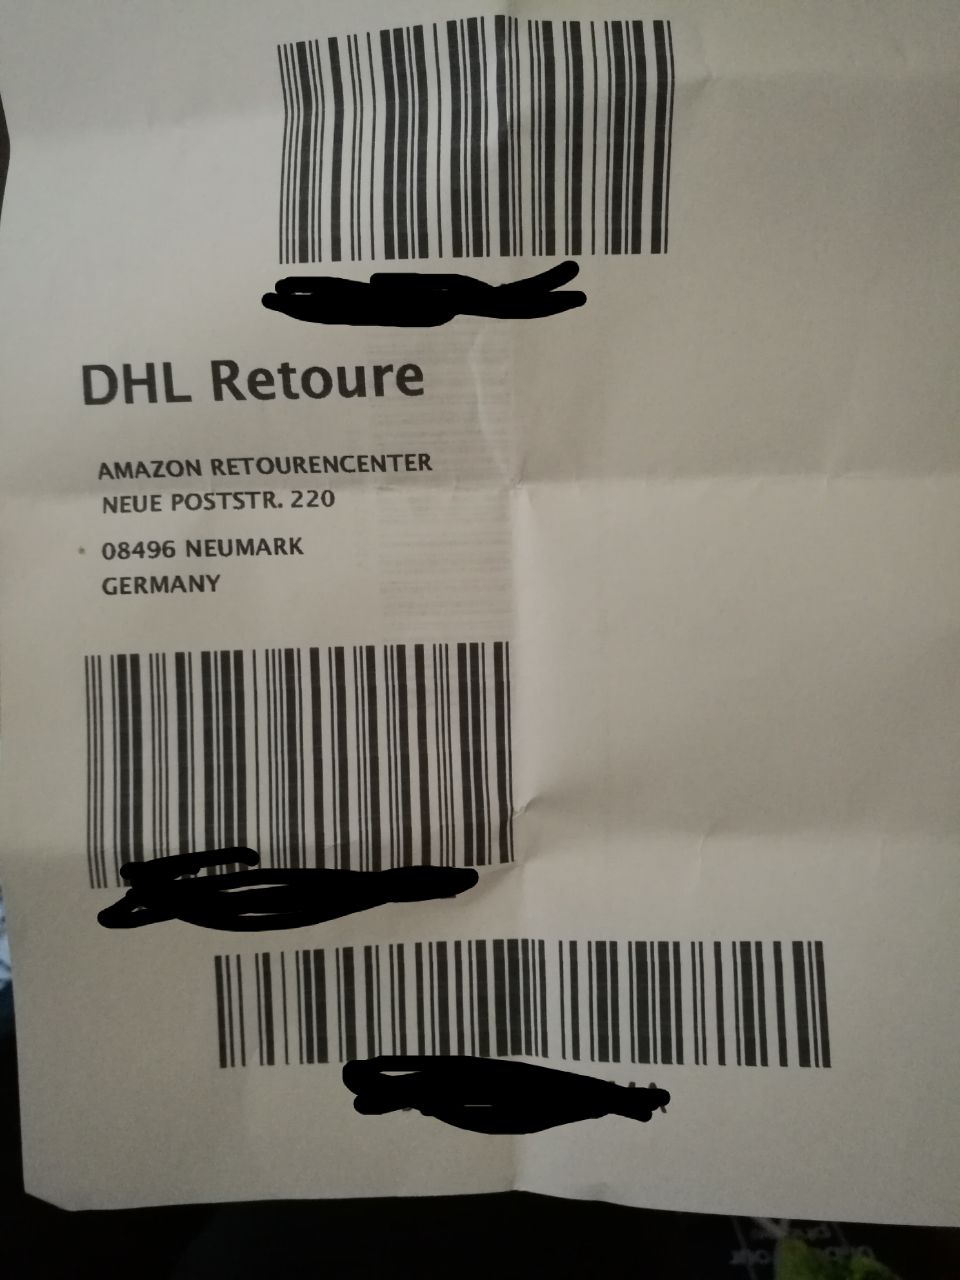 DHL Retoure
AMAZON RETOURENCENTER
NEUE POSTSTR. 220
08496 NEUMARK
GERMANY